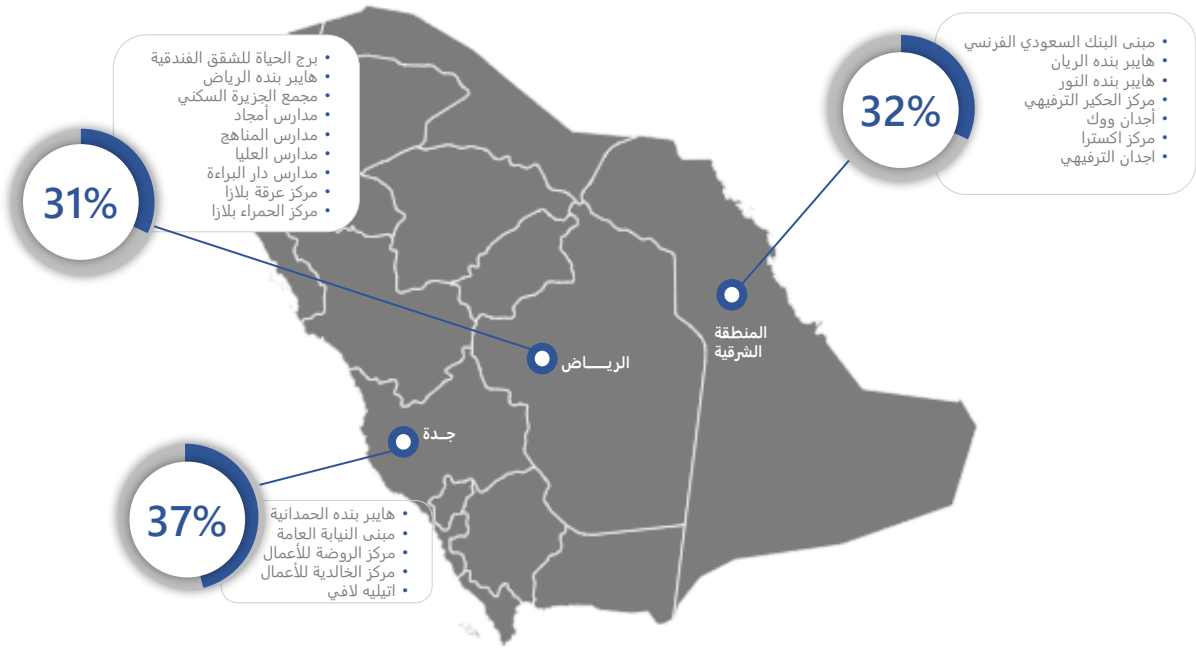 32%
مبنى البنك السعودي الفرنسي
هايبر بنده الريان
هايبر بنده النور
مركز الحكير الترفيهي
أجدان ووك
مركز اكسترا
اجدان الترفيهي
31%
برج الحياة للشقق الفندقية
هايبر بنده الرياض
مجمع الجزيرة السكني
مدارس أمجاد
مدارس المناهج
مدارس العليا
مدارس دار البراءة
مركز عرقة بلازا
مركز الحمراء بلازا
المنطقة
الشرقية
الريـــــاض
جــدة
37%
هايبر بنده الحمدانية
مبنى النيابة العامة
مركز الروضة للأعمال
مركز الخالدية للأعمال
اتيليه لافي